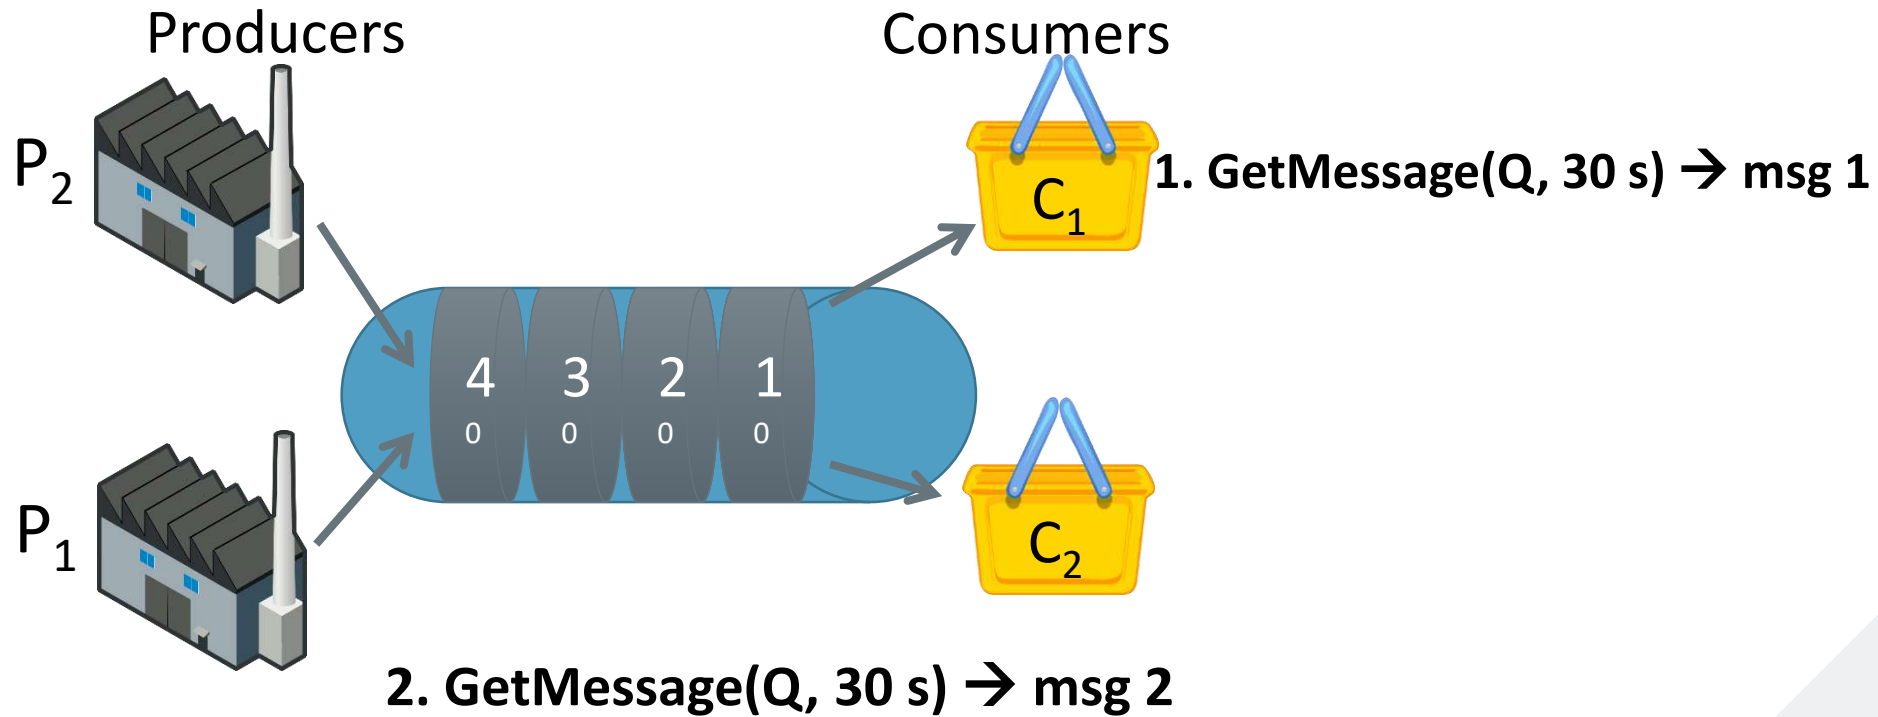 Producers
Consumers
P2
C1
1. GetMessage(Q, 30 s) → msg 1
4 3 2 1
0 0 0 0
P1
C2
2. GetMessage(Q, 30 s) → msg 2